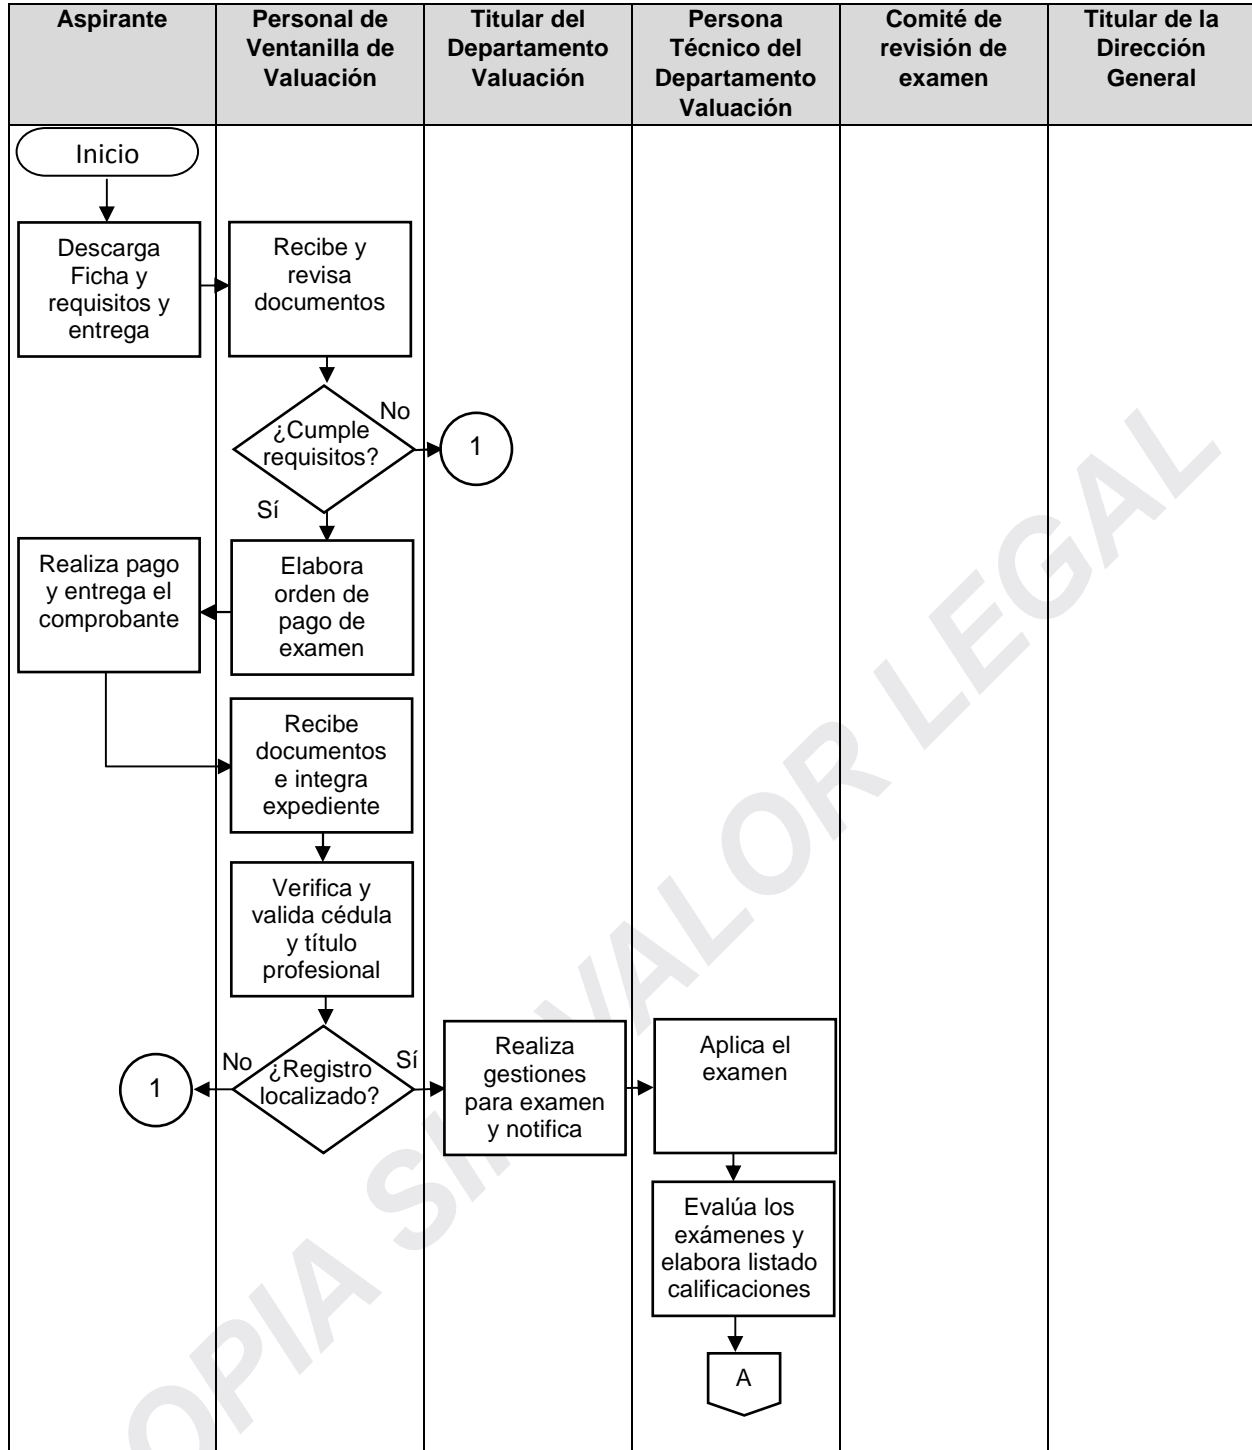 Aspirante
Personal de
Ventanilla de
Valuación
Titular del
Departamento
Valuación
Persona
Técnico del
Departamento
Valuación
Comité de
revisión de
examen
Titular de la
Dirección
General
Inicio
Descarga
Ficha y
requisitos y
entrega
Recibe y
revisa
documentos
¿Cumple
requisitos?
No
1
Sí
Elabora
orden de
pago de
examen
Realiza pago
y entrega el
comprobante
Recibe
documentos
e integra
expediente
Verifica y
valida cédula
y título
profesional
¿Registro
localizado?
No
1
Sí
Realiza
gestiones
para examen
y notifica
Aplica el
examen
Evalúa los
exámenes y
elabora listado
calificaciones
A
OPIA SIN VALOR LEGAL